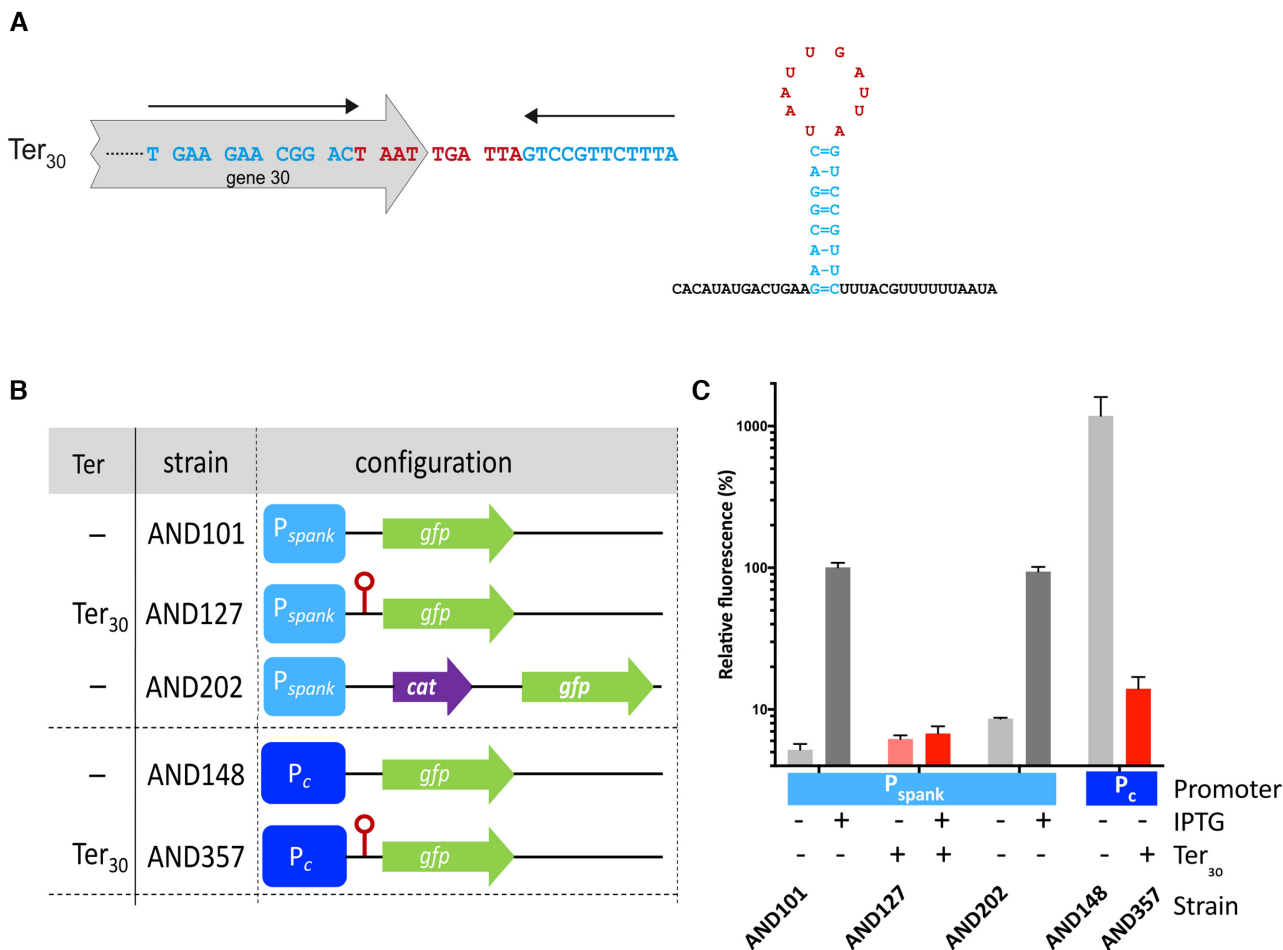 A
Ter30
T GAA GAA CGG ACT AAT TGA TTAGTCCGTTCTTTA
gene 30
U G
U A
A U
A U
U A
C=G
A-U
G=C
G=C
C=G
A-U
A-U
CACAUAUGACUGAAG=CUUUACGUUUUUUAAUA
B
Ter strain configuration
– AND101 Pspank gfp
Ter30 AND127 Pspank gfp
– AND202 Pspank cat gfp
– AND148 Pc gfp
Ter30 AND357 Pc gfp
C
Relative fluorescence (%)
1000
100
10
Pspank Pc Promoter
- + - + - + - - IPTG
- - + + - - - + Ter30
AND101 AND127 AND202 AND148 AND357 Strain